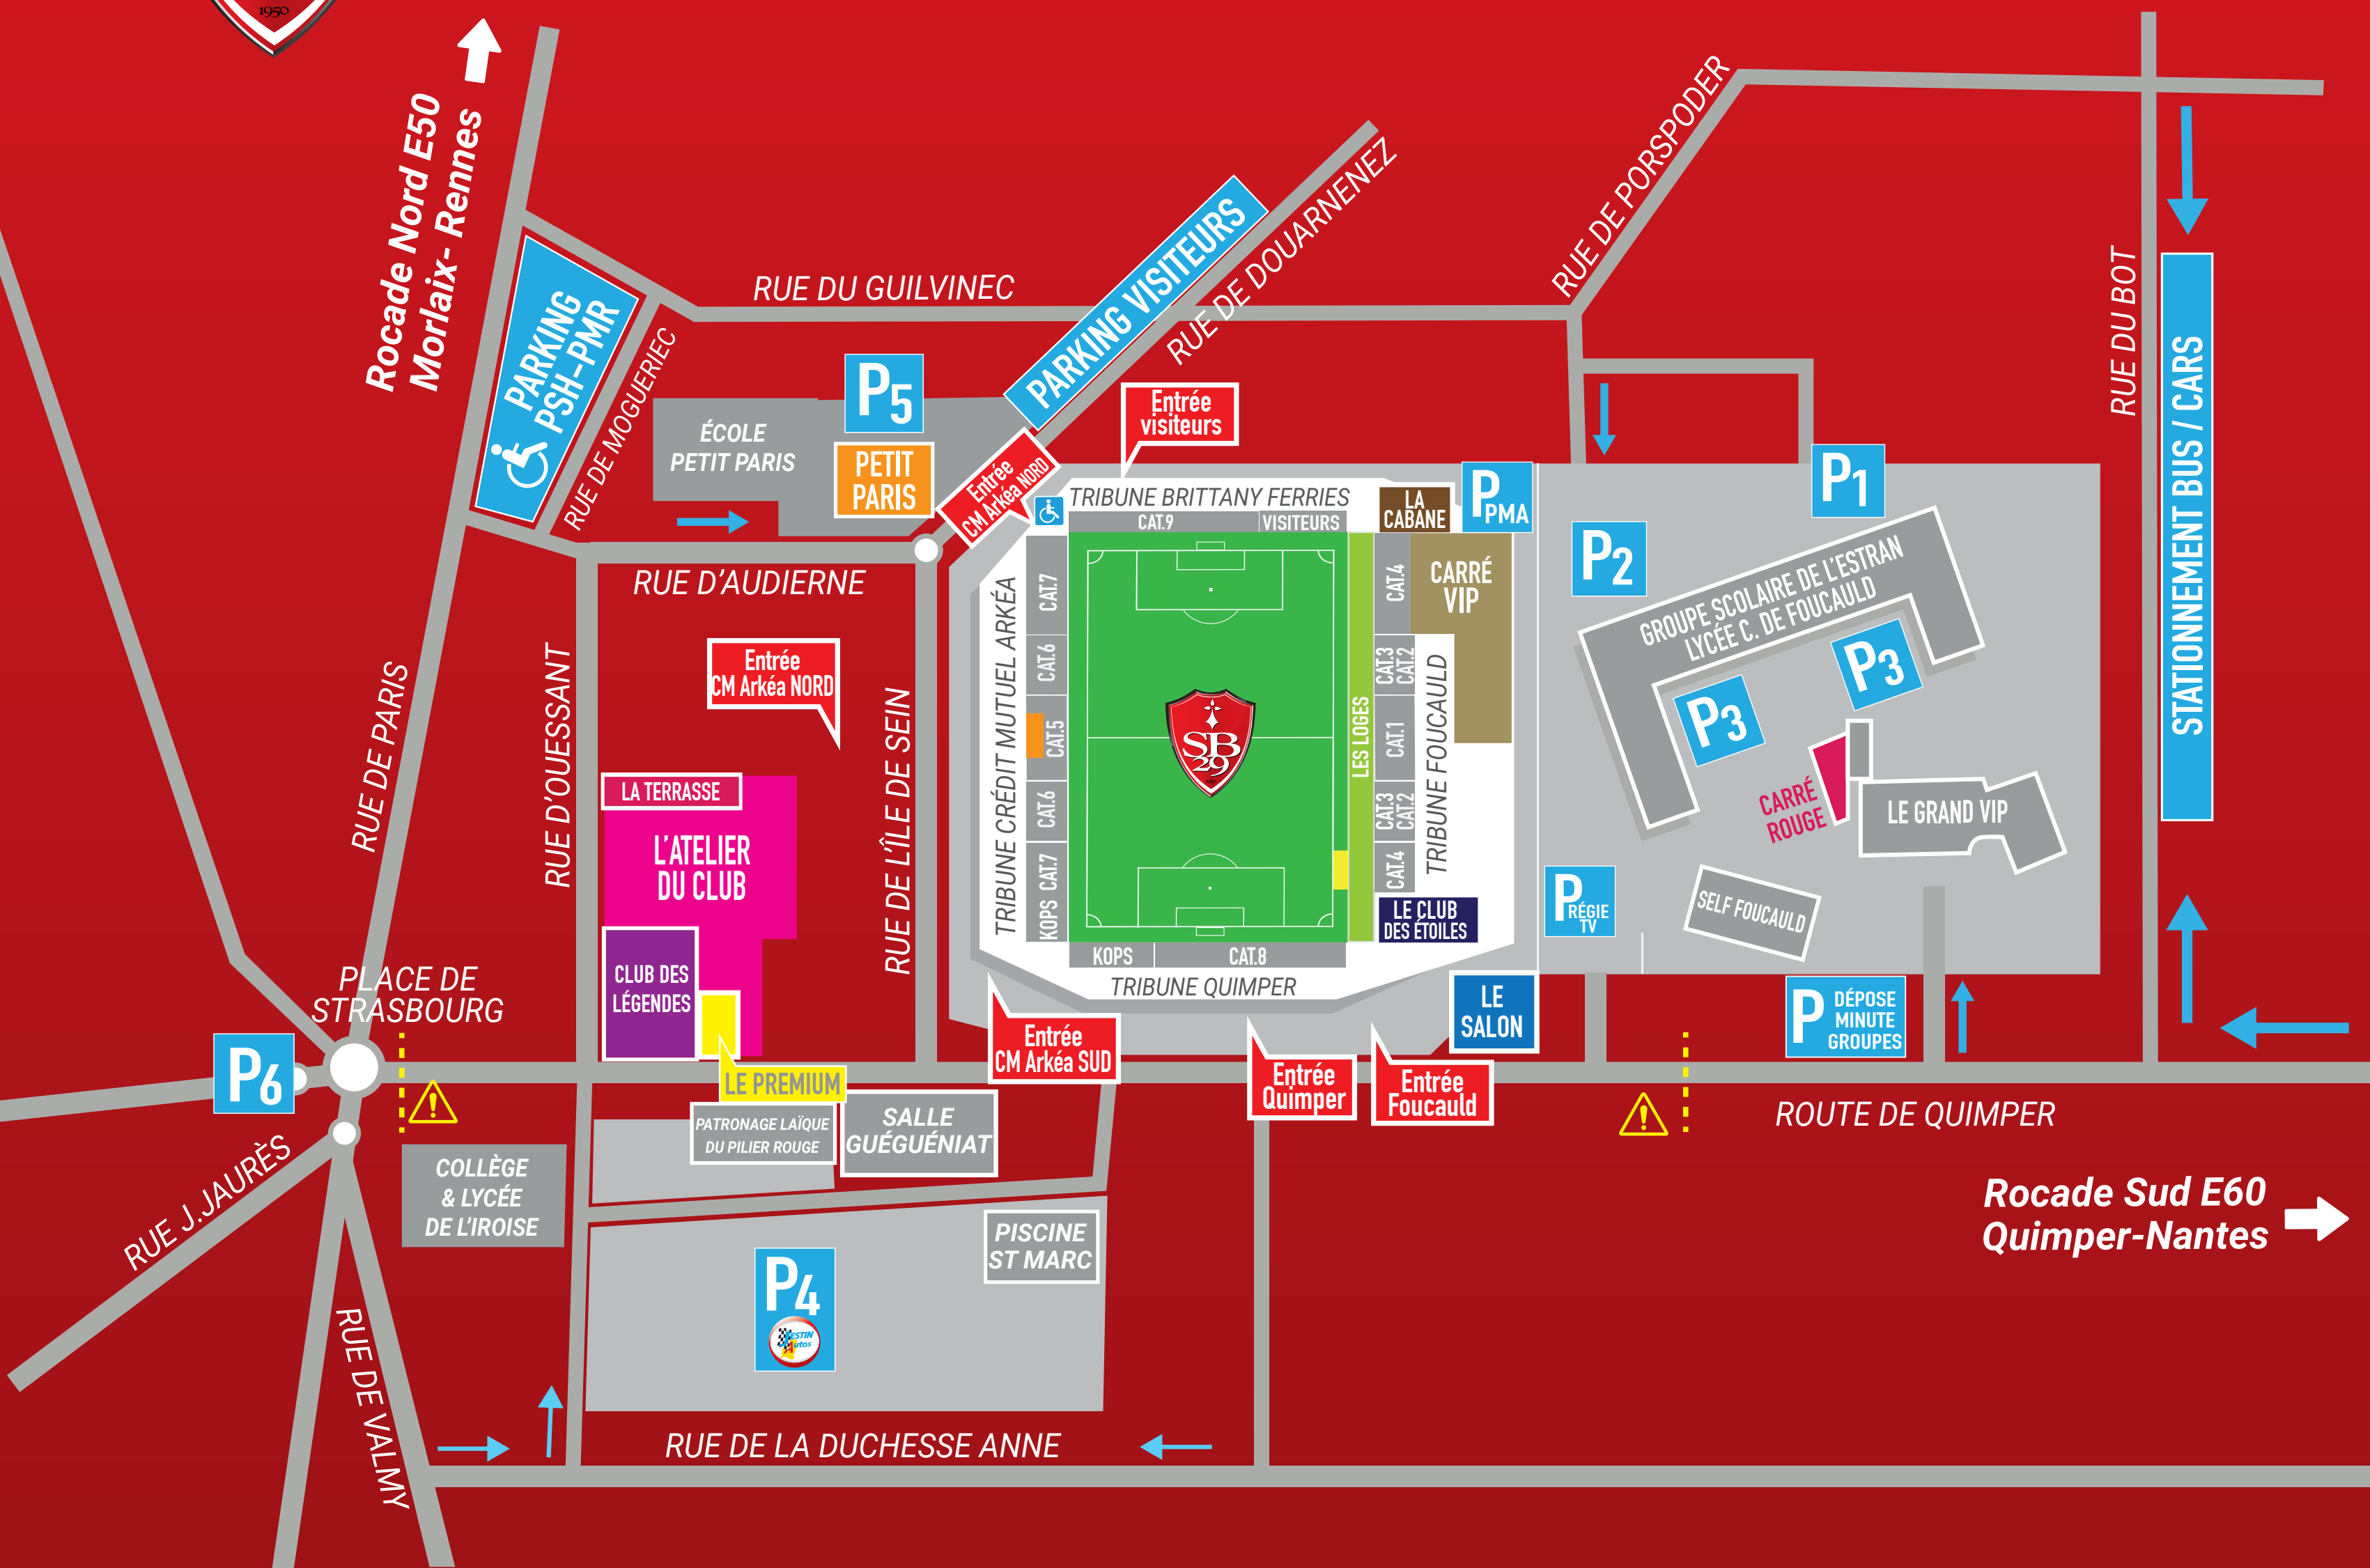 1950
Rocade Nord E50
Morlaix- Rennes
RUE DE PORSPODER
RUE DE DOUARNENEZ
PARKING VISITEURS
RUE DU GUILVINEC
PARKING
PSH-PMR
RUE DE MOGUERIEC
RUE DU BOT
STATIONNEMENT BUS / CARS
P5
ÉCOLE
PETIT PARIS
PETIT
PARIS
Entrée
CM Arkéa NORD
Entrée
visiteurs
TRIBUNE BRITTANY FERRIES
CAT.9
VISITEURS
LA
CABANE
P
PMA
P1
P2
GROUPE SCOLAIRE DE L'ESTRAN
LYCÉE C. DE FOUCAULD
P3
P3
CARRÉ
ROUGE
LE GRAND VIP
SELF FOUCAULD
P
RÉGIE
TV
RUE D'AUDIERNE
RUE DE PARIS
RUE D'OUESSANT
RUE DE L'ÎLE DE SEIN
Entrée
CM Arkéa NORD
TRIBUNE CRÉDIT MUTUEL ARKÉA
CAT.7
CAT.6
CAT.5
CAT.6
CAT.7
KOPS
SB
29
LES LOGES
CAT.4
CAT.3
CAT.2
CAT.1
CAT.3
CAT.2
CAT.4
CARRÉ
VIP
TRIBUNE FOUCAULD
LE CLUB
DES ÉTOILES
KOPS
CAT.8
TRIBUNE QUIMPER
LA TERRASSE
L'ATELIER
DU CLUB
CLUB DES
LÉGENDES
LE PREMIUM
PLACE DE
STRASBOURG
P6
Entrée
CM Arkéa SUD
Entrée
Quimper
Entrée
Foucauld
LE
SALON
P
DÉPOSE
MINUTE
GROUPES
ROUTE DE QUIMPER
PATRONAGE LAÏQUE
DU PILIER ROUGE
SALLE
GUÉGUÉNIAT
COLLÈGE
& LYCÉE
DE L'IROISE
RUE J.JAURÈS
PISCINE
ST MARC
P4
JESTIN
Autos
Rocade Sud E60
Quimper-Nantes
RUE DE VALMY
RUE DE LA DUCHESSE ANNE